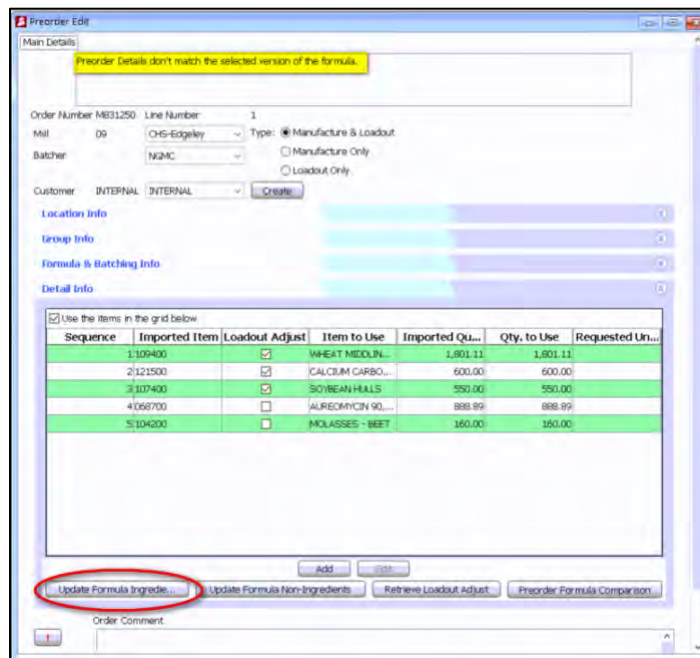 Preorder Edit
Main Details
Preorder Details don't match the selected version of the formula.
Order Number M831250 Line Number 1
Mill 09 CHS-Edgeley Type: Manufacture & Loadout
Batcher NGMC Manufacture Only
Loadout Only
Customer INTERNAL INTERNAL Create
Location Info
Group Info
Formula & Batching Info
Detail Info
Use the items in the grid below
Sequence Imported Item Loadout Adjust Item to Use Imported Qu... Qty. to Use Requested Un...
1 109400 WHEAT MIDDLIN... 1,801.11 1,801.11
2 121500 CALCIUM CARBO... 600.00 600.00
3 107400 SOYBEAN HULLS 550.00 550.00
4 068700 AUREOMYCIN 90,... 888.89 888.89
5 104200 MOLASSES - BEET 160.00 160.00
Add Edit
Update Formula Ingredie... Update Formula Non-Ingredients Retrieve Loadout Adjust Preorder Formula Comparison
Order Comment
!